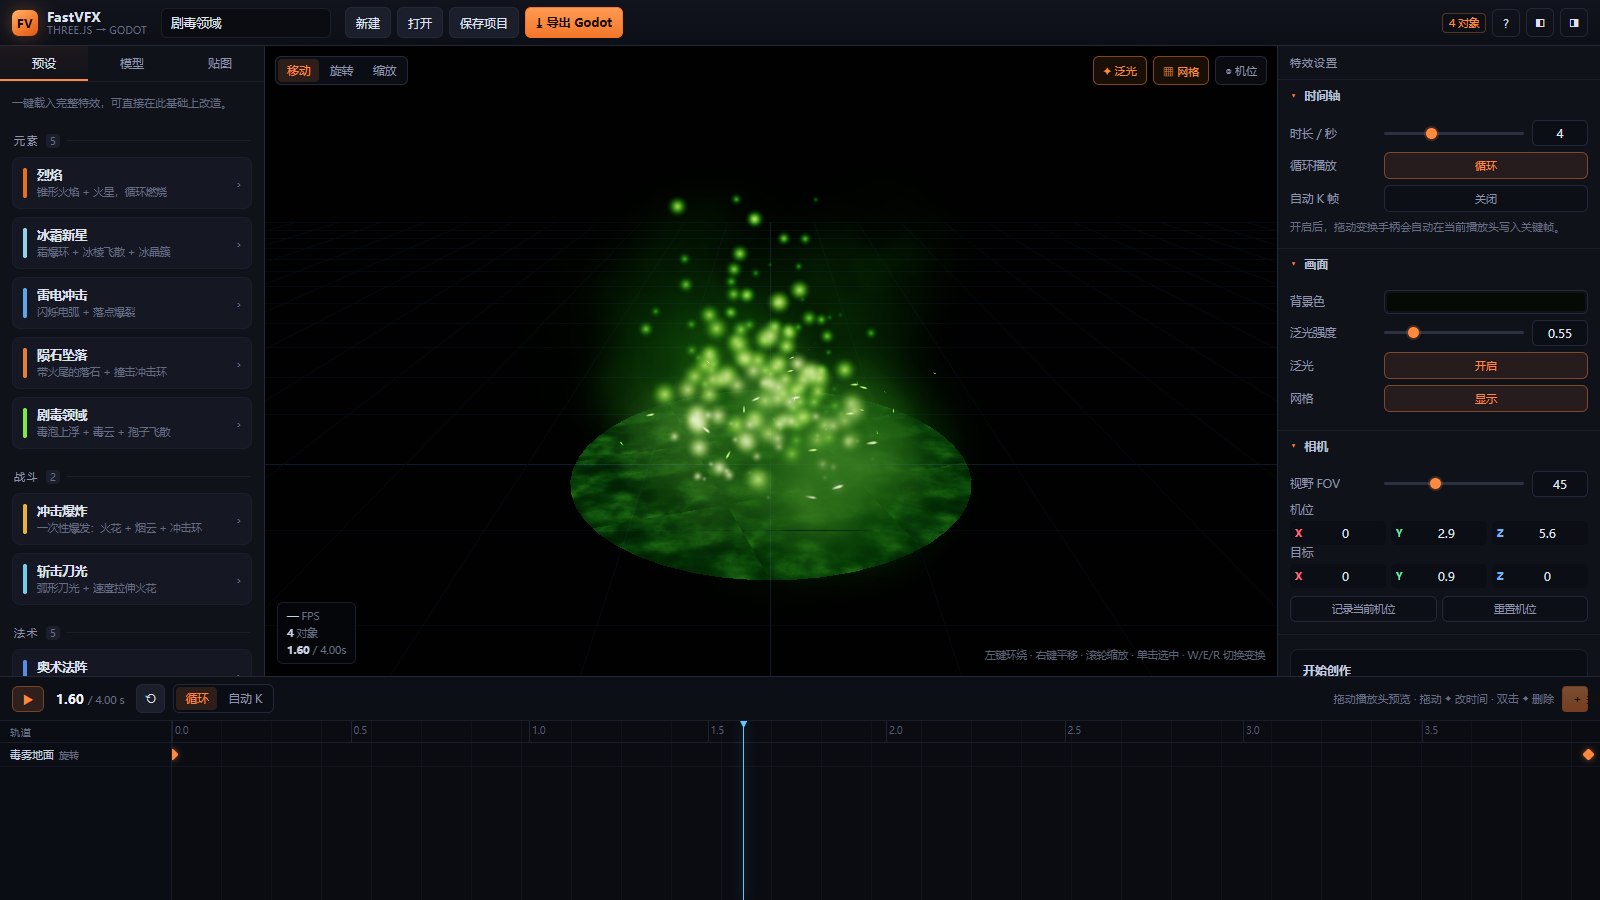 FV
FastVFX
THREE.JS → GODOT
剧毒领域
新建
打开
保存项目
⤓ 导出 Godot
4 对象
?
预设
模型
贴图
一键载入完整特效，可直接在此基础上改造。
元素 5
烈焰
锥形火焰 + 火星，循环燃烧
冰霜新星
霜爆环 + 冰棱飞散 + 冰晶簇
雷电冲击
闪烁电弧 + 落点爆裂
陨石坠落
带火尾的落石 + 撞击冲击环
剧毒领域
毒泡上浮 + 毒云 + 孢子飞散
战斗 2
冲击爆炸
一次性爆发：火花 + 烟云 + 冲击环
斩击刀光
弧形刀光 + 速度拉伸火花
法术 5
奥术法阵
移动
旋转
缩放
✦ 泛光
▦ 网格
机位
— FPS
4 对象
1.60 / 4.00s
左键环绕 · 右键平移 · 滚轮缩放 · 单击选中 · W/E/R 切换变换
特效设置
时间轴
时长 / 秒
4
循环播放
循环
自动 K 帧
关闭
开启后，拖动变换手柄会自动在当前播放头写入关键帧。
画面
背景色
泛光强度
0.55
泛光
开启
网格
显示
相机
视野 FOV
45
机位
X 0 Y 2.9 Z 5.6
目标
X 0 Y 0.9 Z 0
记录当前机位
重置机位
开始创作
1.60 / 4.00 s
循环
自动 K
拖动播放头预览 · 拖动 ◆ 改时间 · 双击 ◆ 删除
+
轨道
0.0 0.5 1.0 1.5 2.0 2.5 3.0 3.5
毒雾地面 旋转